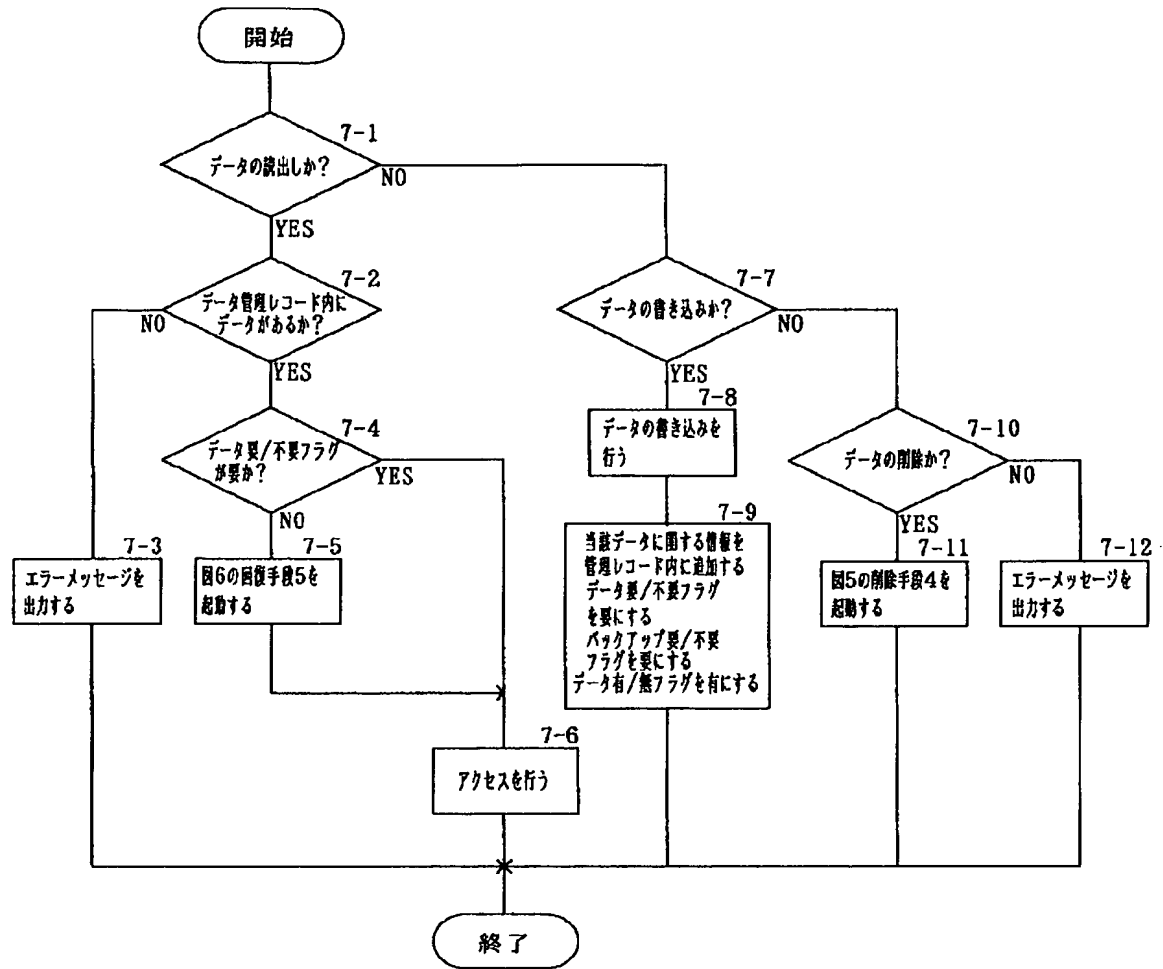 開始
7-1
データの読出しか?
NO
YES
7-2
データ管理レコード内に
データがあるか?
NO
YES
7-4
データ要/不要フラグ
が要か?
YES
NO
7-3
エラーメッセージを
出力する
7-5
図6の回復手段5を
起動する
7-6
アクセスを行う
7-7
データの書き込みか?
NO
YES
7-8
データの書き込みを
行う
7-9
当該データに関する情報を
管理レコード内に追加する
データ要/不要フラグ
を要にする
バックアップ要/不要
フラグを要にする
データ有/無フラグを有にする
7-10
データの削除か?
NO
YES
7-11
図5の削除手段4を
起動する
7-12
エラーメッセージを
出力する
終了